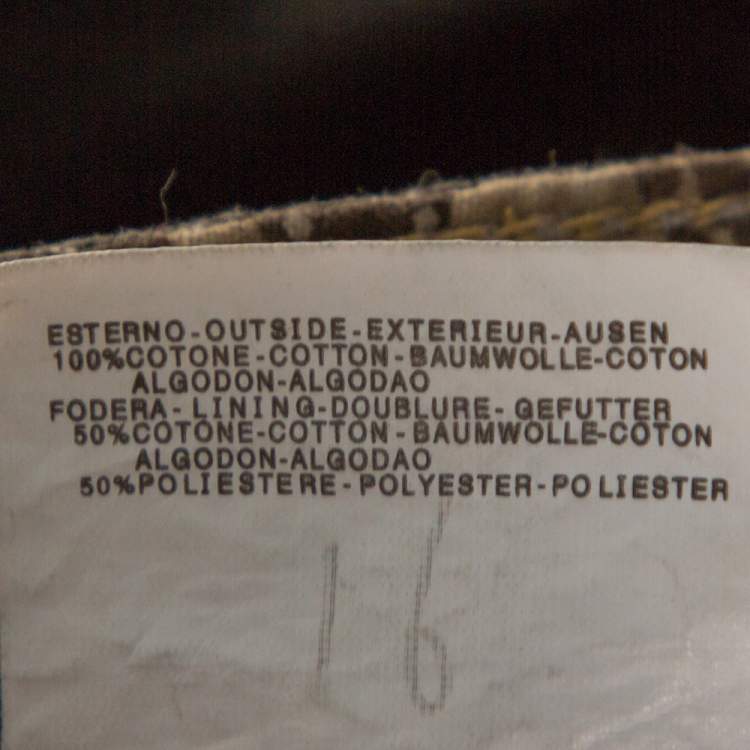 ESTERNO-OUTSIDE-EXTERIEUR-AUSEN
100%COTONE-COTTON-BAUMWOLLE-COTON
ALGODON-ALGODAO
FODERA-LINING-DOUBLURE-GEFUTTER
50%COTONE-COTTON-BAUMWOLLE-COTON
ALGODON-ALGODAO
50%POLIESTERE-POLYESTER-POLIESTER
16